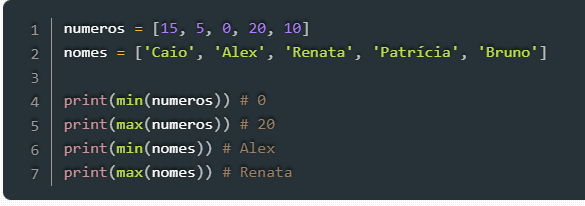 1 numeros = [15, 5, 0, 20, 10]
2 nomes = ['Caio', 'Alex', 'Renata', 'Patrícia', 'Bruno']
3
4 print(min(numeros)) # 0
5 print(max(numeros)) # 20
6 print(min(nomes)) # Alex
7 print(max(nomes)) # Renata